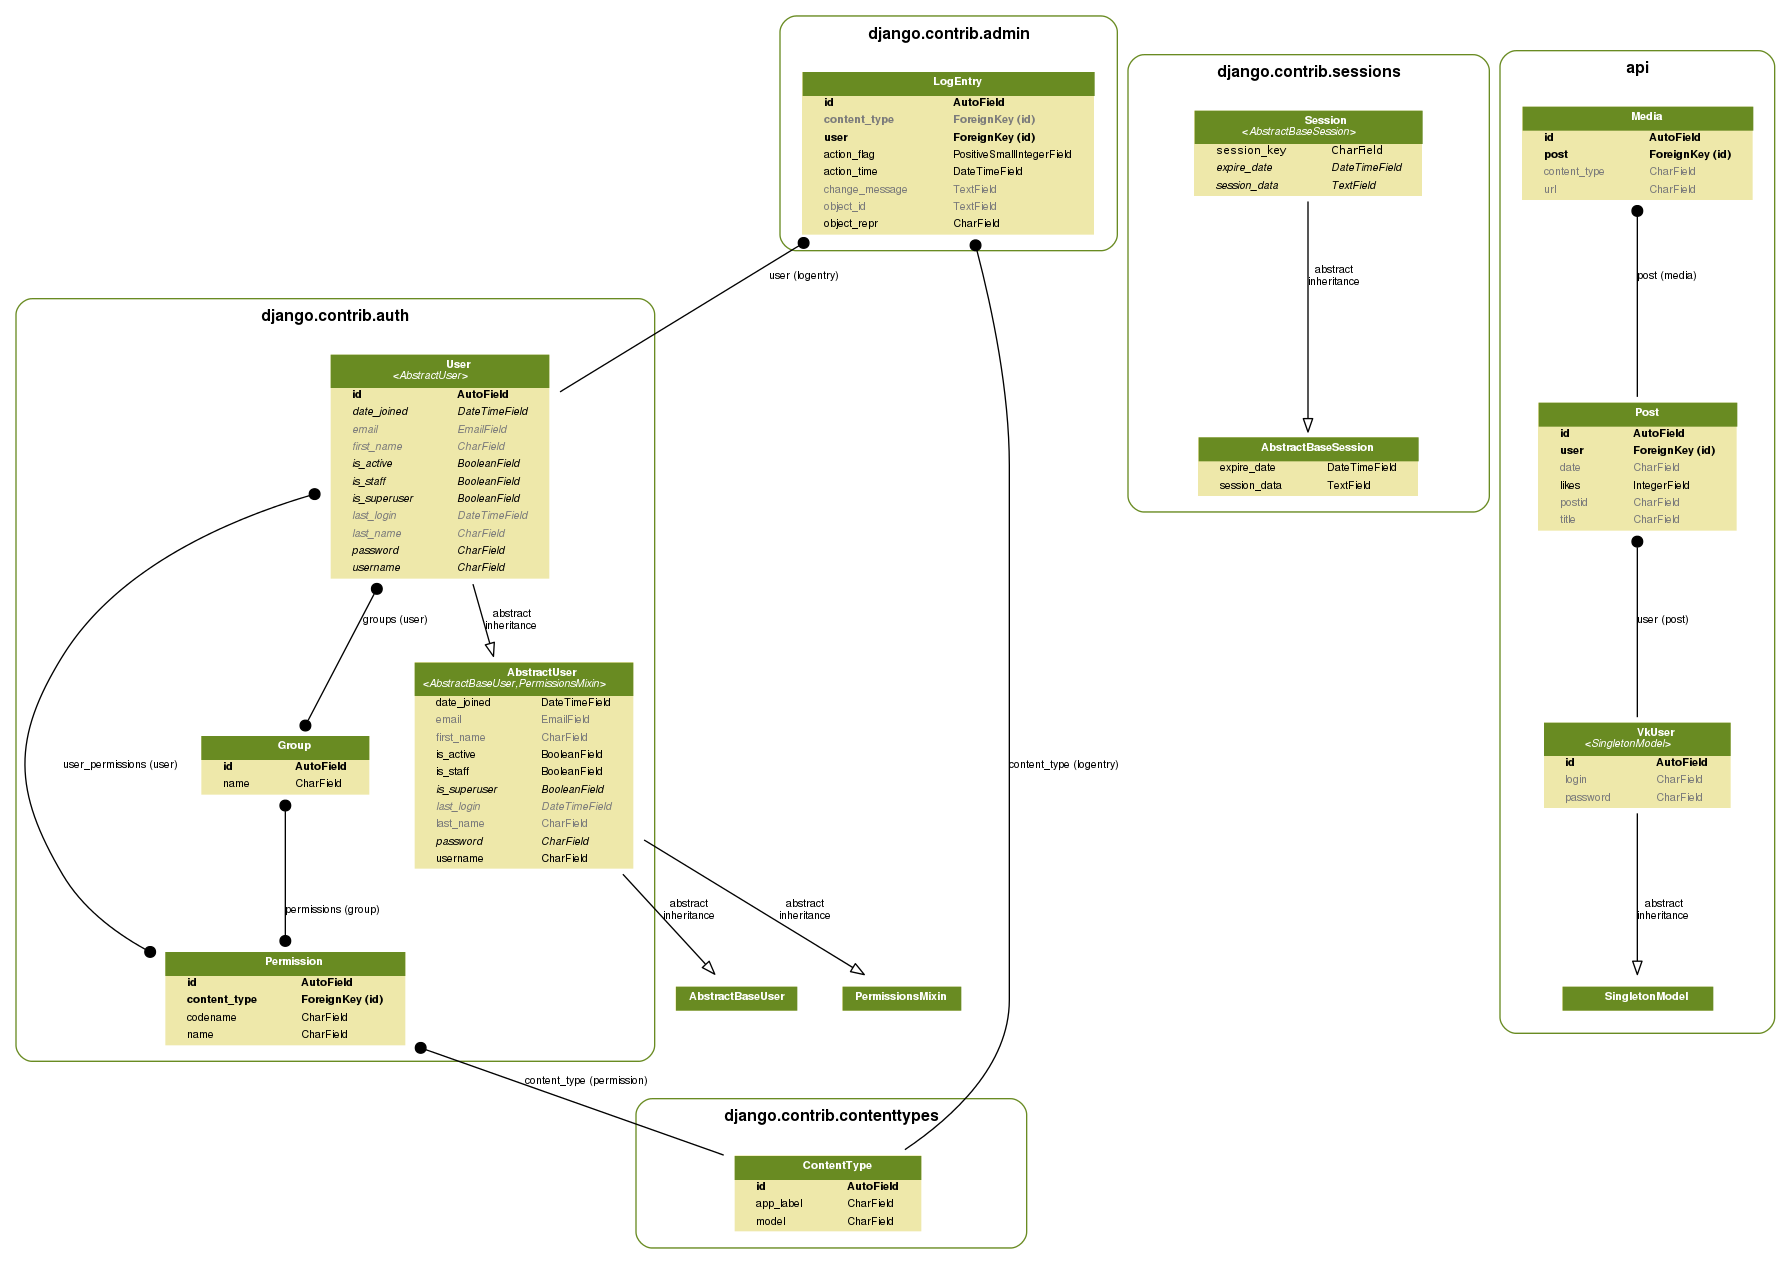 django.contrib.admin
LogEntry
id AutoField
content_type ForeignKey (id)
user ForeignKey (id)
action_flag PositiveSmallIntegerField
action_time DateTimeField
change_message TextField
object_id TextField
object_repr CharField
user (logentry)
content_type (logentry)
django.contrib.sessions
Session
<AbstractBaseSession>
session_key CharField
expire_date DateTimeField
session_data TextField
abstract
inheritance
AbstractBaseSession
expire_date DateTimeField
session_data TextField
api
Media
id AutoField
post ForeignKey (id)
content_type CharField
url CharField
post (media)
Post
id AutoField
user ForeignKey (id)
date CharField
likes IntegerField
postid CharField
title CharField
user (post)
VkUser
<SingletonModel>
id AutoField
login CharField
password CharField
abstract
inheritance
SingletonModel
django.contrib.auth
User
<AbstractUser>
id AutoField
date_joined DateTimeField
email EmailField
first_name CharField
is_active BooleanField
is_staff BooleanField
is_superuser BooleanField
last_login DateTimeField
last_name CharField
password CharField
username CharField
groups (user)
abstract
inheritance
AbstractUser
<AbstractBaseUser,PermissionsMixin>
date_joined DateTimeField
email EmailField
first_name CharField
is_active BooleanField
is_staff BooleanField
is_superuser BooleanField
last_login DateTimeField
last_name CharField
password CharField
username CharField
Group
id AutoField
name CharField
user_permissions (user)
permissions (group)
abstract
inheritance
abstract
inheritance
Permission
id AutoField
content_type ForeignKey (id)
codename CharField
name CharField
AbstractBaseUser
PermissionsMixin
content_type (permission)
django.contrib.contenttypes
ContentType
id AutoField
app_label CharField
model CharField